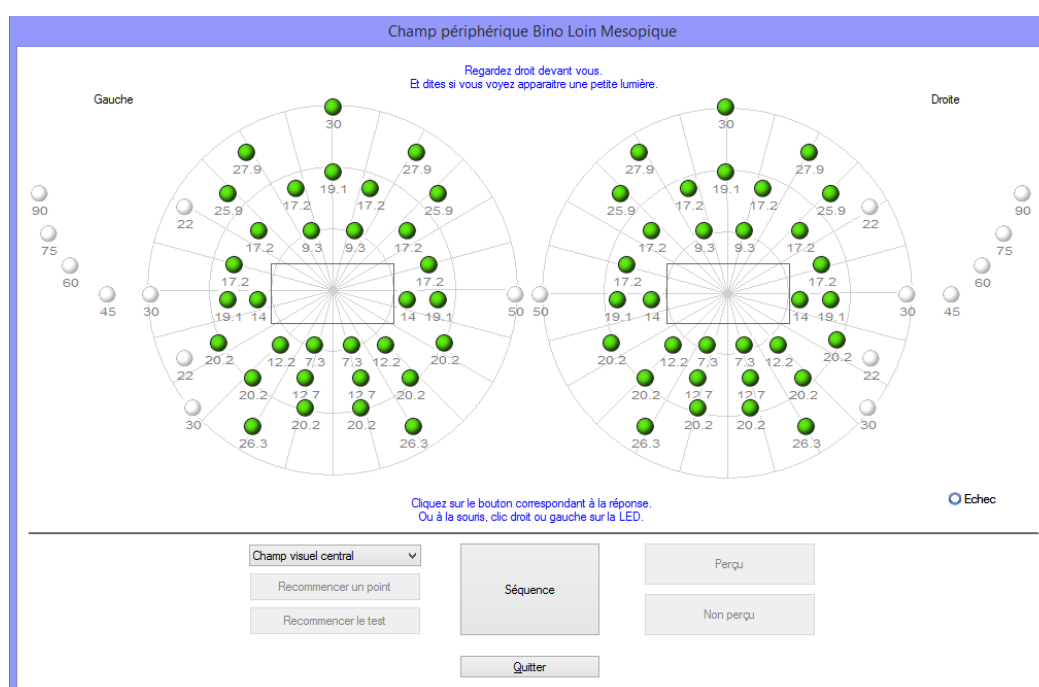 Champ périphérique Bino Loin Mesopique
Regardez droit devant vous.
Et dites si vous voyez apparaitre une petite lumière.
Gauche
Droite
30 30
27.9 27.9 27.9 27.9
19.1 19.1
25.9 17.2 17.2 25.9 25.9 17.2 17.2 25.9
90 90
22 22
17.2 9.3 9.3 17.2 17.2 9.3 9.3 17.2
75 75
60 17.2 17.2 17.2 17.2 60
45 30 19.1 14 14 19.1 50 50 19.1 14 14 19.1 30 45
20.2 12.2 7.3 7.3 12.2 20.2 20.2 12.2 7.3 7.3 12.2 20.2
22 22
20.2 12.7 12.7 20.2 20.2 12.7 12.7 20.2
30 20.2 20.2 20.2 20.2 30
26.3 26.3 26.3 26.3
Cliquez sur le bouton correspondant à la réponse.
Ou à la souris, clic droit ou gauche sur la LED.
Echec
Champ visuel central
Recommencer un point
Recommencer le test
Séquence
Perçu
Non perçu
Quitter